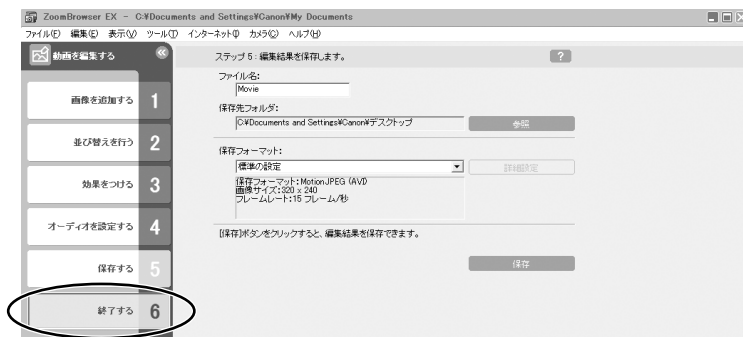 ZoomBrowser EX - C:¥Documents and Settings¥Canon¥My Documents
ファイル(F) 編集(E) 表示(V) ツール(T) インターネット(I) カメラ(C) ヘルプ(H)
動画を編集する
ステップ 5 : 編集結果を保存します。
?
ファイル名:
Movie
画像を追加する 1
保存先フォルダ:
C:¥Documents and Settings¥Canon¥デスクトップ
参照
並び替えを行う 2
保存フォーマット:
標準の設定
詳細設定
効果をつける 3
保存フォーマット: Motion JPEG (AVI)
画像サイズ: 320 x 240
フレームレート: 15 フレーム/秒
オーディオを設定する 4
[保存]ボタンをクリックすると、編集結果を保存できます。
保存する 5
保存
終了する 6